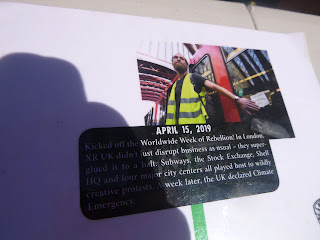 APRIL 15, 2019
Kicked off the Worldwide Week of Rebellion! In London,
XR UK didn't just disrupt business as usual – they super-
glued it to a halt. Subways, the Stock Exchange, Shell
HQ and four major city centers all played host to wildly
creative protests. week later, the UK declared Climate
Emergency.